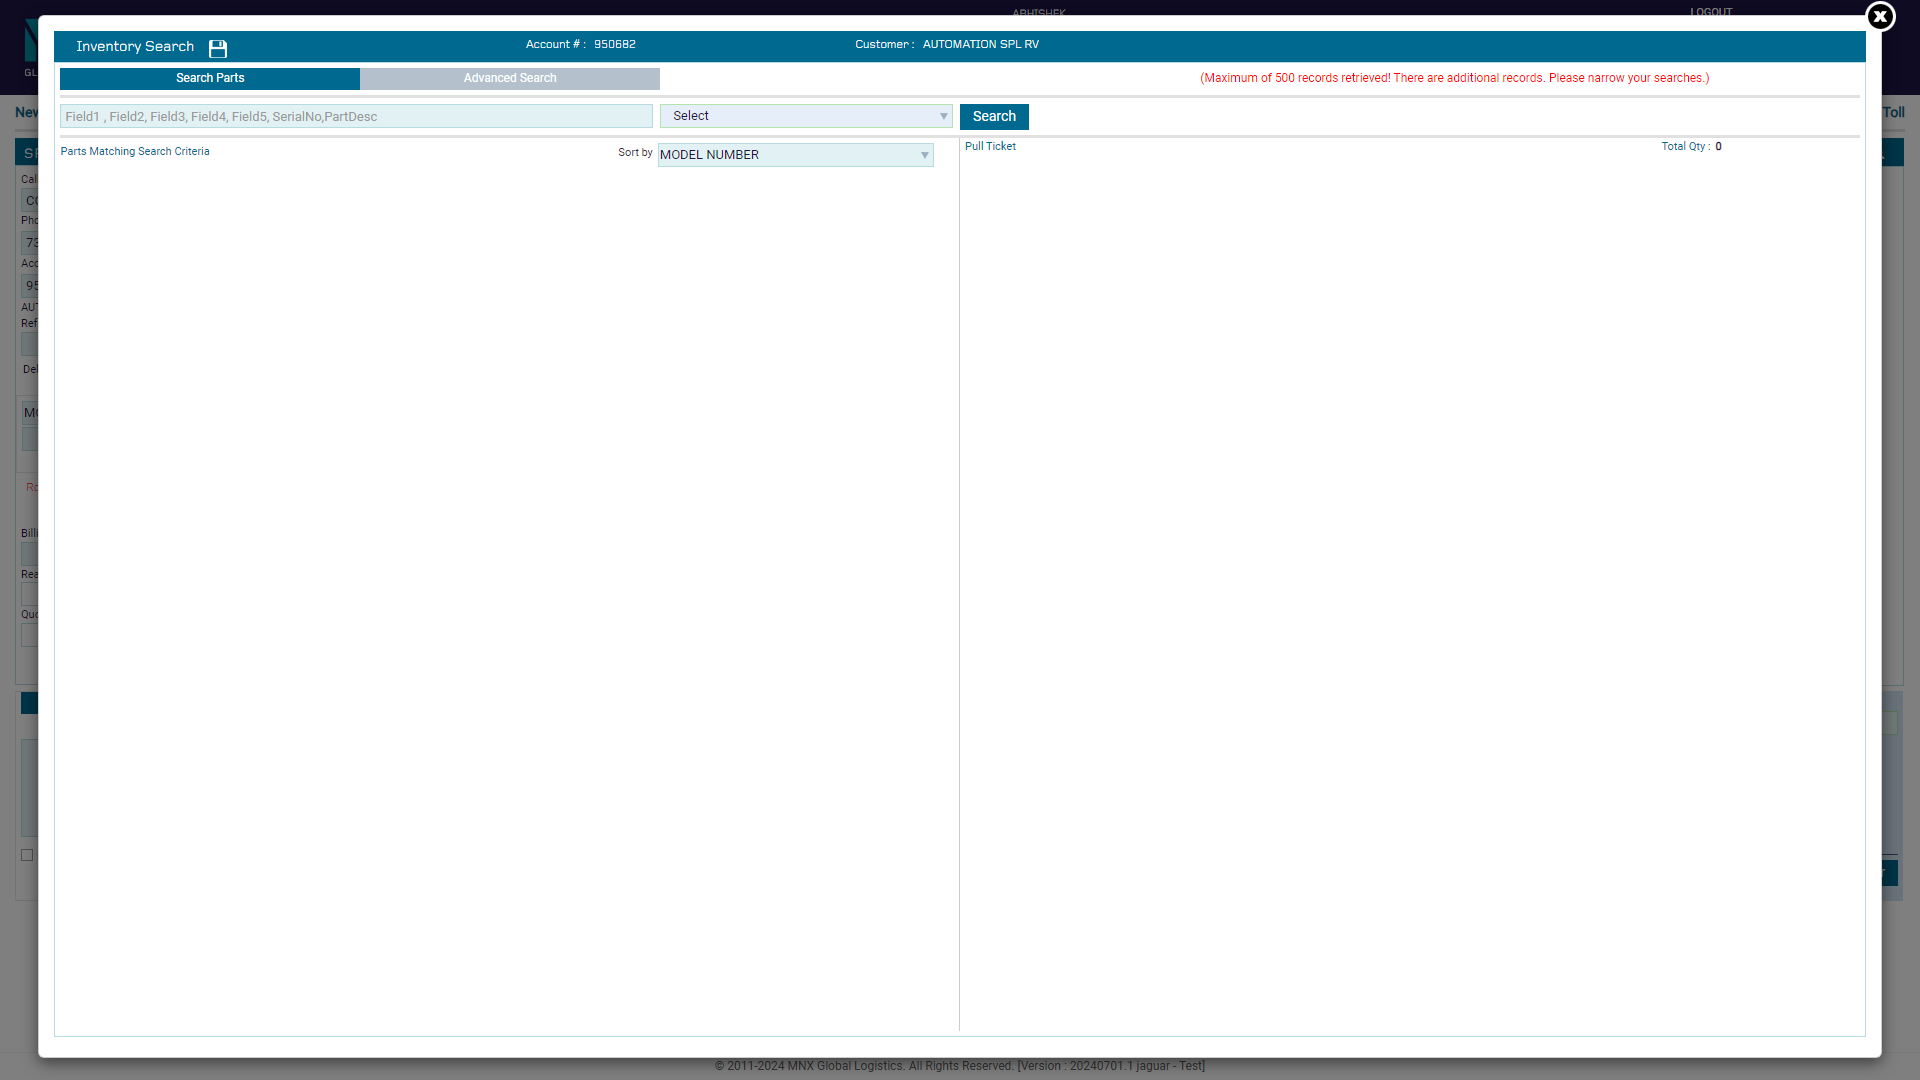 ABHISHEK
LOGOUT
Inventory Search
Account # : 950682
Customer : AUTOMATION SPL RV
Search Parts
Advanced Search
(Maximum of 500 records retrieved! There are additional records. Please narrow your searches.)
Field1 , Field2, Field3, Field4, Field5, SerialNo,PartDesc
Select
Search
Parts Matching Search Criteria
Sort by
MODEL NUMBER
Pull Ticket
Total Qty : 0
Toll
© 2011-2024 MNX Global Logistics. All Rights Reserved. [Version : 20240701.1 jaguar - Test]